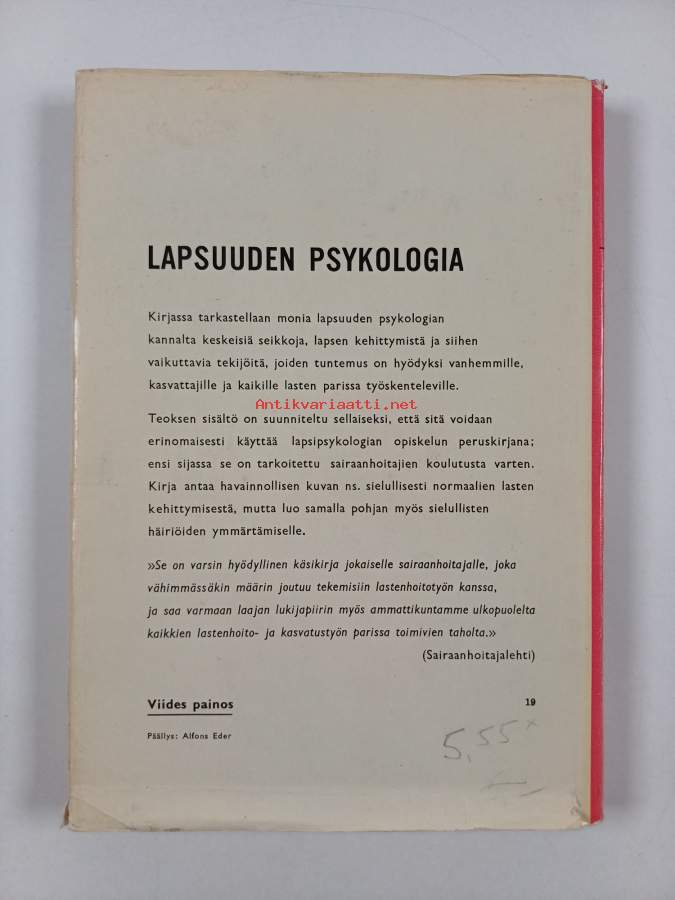 LAPSUUDEN PSYKOLOGIA
Kirjassa tarkastellaan monia lapsuuden psykologian
kannalta keskeisiä seikkoja, lapsen kehittymistä ja siihen
vaikuttavia tekijöitä, joiden tuntemus on hyödyksi vanhemmille,
kasvattajille ja kaikille lasten parissa työskenteleville.
Antikvariaatti.net
Teoksen sisältö on suunniteltu sellaiseksi, että sitä voidaan
erinomaisesti käyttää lapsipsykologian opiskelun peruskirjana;
ensi sijassa se on tarkoitettu sairaanhoitajien koulutusta varten.
Kirja antaa havainnollisen kuvan ns. sielullisesti normaalien lasten
kehittymisestä, mutta luo samalla pohjan myös sielullisten
häiriöiden ymmärtämiselle.
»Se on varsin hyödyllinen käsikirja jokaiselle sairaanhoitajalle, joka
vähimmässäkin määrin joutuu tekemisiin lastenhoitotyön kanssa,
ja saa varmaan laajan lukijapiirin myös ammattikuntamme ulkopuolelta
kaikkien lastenhoito- ja kasvatustyön parissa toimivien taholta.»
(Sairaanhoitajalehti)
Viides painos 19
Päällys: Alfons Eder
5,55 x